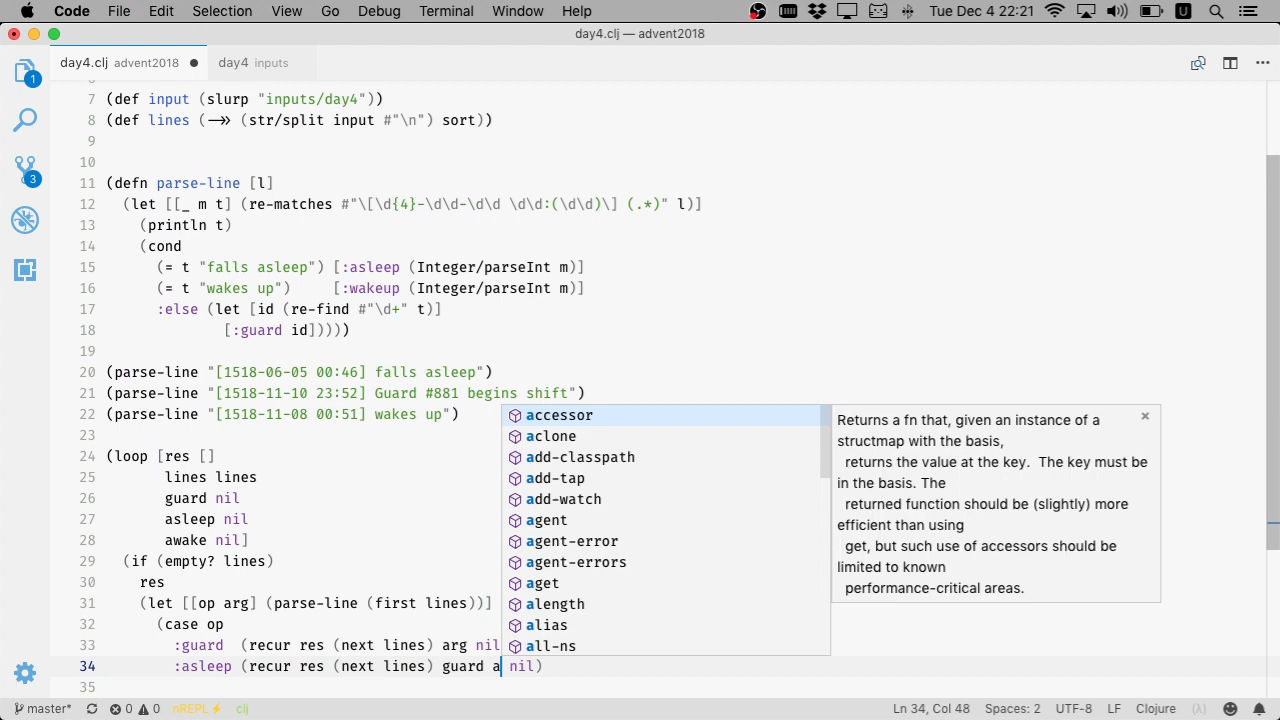 Code File Edit Selection View Go Debug Terminal Window Help Tue Dec 4 22:21 U
day4.clj — advent2018
day4.clj advent2018 day4 inputs
6
7 (def input (slurp "inputs/day4"))
8 (def lines (->> (str/split input #"\n") sort))
9
10
11 (defn parse-line [l]
12 (let [[_ m t] (re-matches #"\[\d{4}-\d\d-\d\d \d\d:(\d\d)\] (.*)" l)]
13 (println t)
14 (cond
15 (= t "falls asleep") [:asleep (Integer/parseInt m)]
16 (= t "wakes up") [:wakeup (Integer/parseInt m)]
17 :else (let [id (re-find #"\d+" t)]
18 [:guard id]))))
19
20 (parse-line "[1518-06-05 00:46] falls asleep")
21 (parse-line "[1518-11-10 23:52] Guard #881 begins shift")
22 (parse-line "[1518-11-08 00:51] wakes up")
23
24 (loop [res []
25 lines lines
26 guard nil
27 asleep nil
28 awake nil]
29 (if (empty? lines)
30 res
31 (let [[op arg] (parse-line (first lines))]
32 (case op
33 :guard (recur res (next lines) arg nil
34 :asleep (recur res (next lines) guard a nil)
35
accessor
aclone
add-classpath
add-tap
add-watch
agent
agent-error
agent-errors
aget
alength
alias
all-ns
Returns a fn that, given an instance of a
structmap with the basis,
returns the value at the key. The key must be
in the basis. The
returned function should be (slightly) more
efficient than using
get, but such use of accessors should be
limited to known
performance-critical areas.
1
3
master* 0 0 nREPL⚡ clj Ln 34, Col 48 Spaces: 2 UTF-8 LF Clojure (λ)